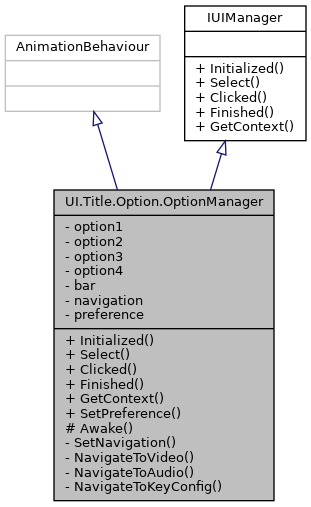 IUIManager
AnimationBehaviour
+ Initialized()
+ Select()
+ Clicked()
+ Finished()
+ GetContext()
UI.Title.Option.OptionManager
- option1
- option2
- option3
- option4
- bar
- navigation
- preference
+ Initialized()
+ Select()
+ Clicked()
+ Finished()
+ GetContext()
+ SetPreference()
# Awake()
- SetNavigation()
- NavigateToVideo()
- NavigateToAudio()
- NavigateToKeyConfig()